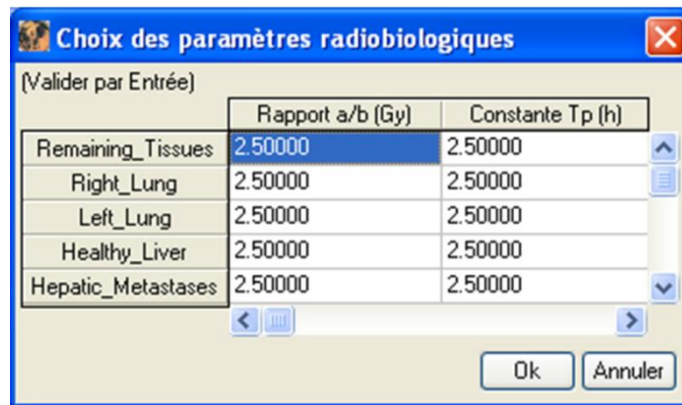 Choix des paramètres radiobiologiques
(Valider par Entrée)
Rapport a/b (Gy) Constante Tp (h)
Remaining_Tissues 2.50000 2.50000
Right_Lung 2.50000 2.50000
Left_Lung 2.50000 2.50000
Healthy_Liver 2.50000 2.50000
Hepatic_Metastases 2.50000 2.50000
Ok Annuler